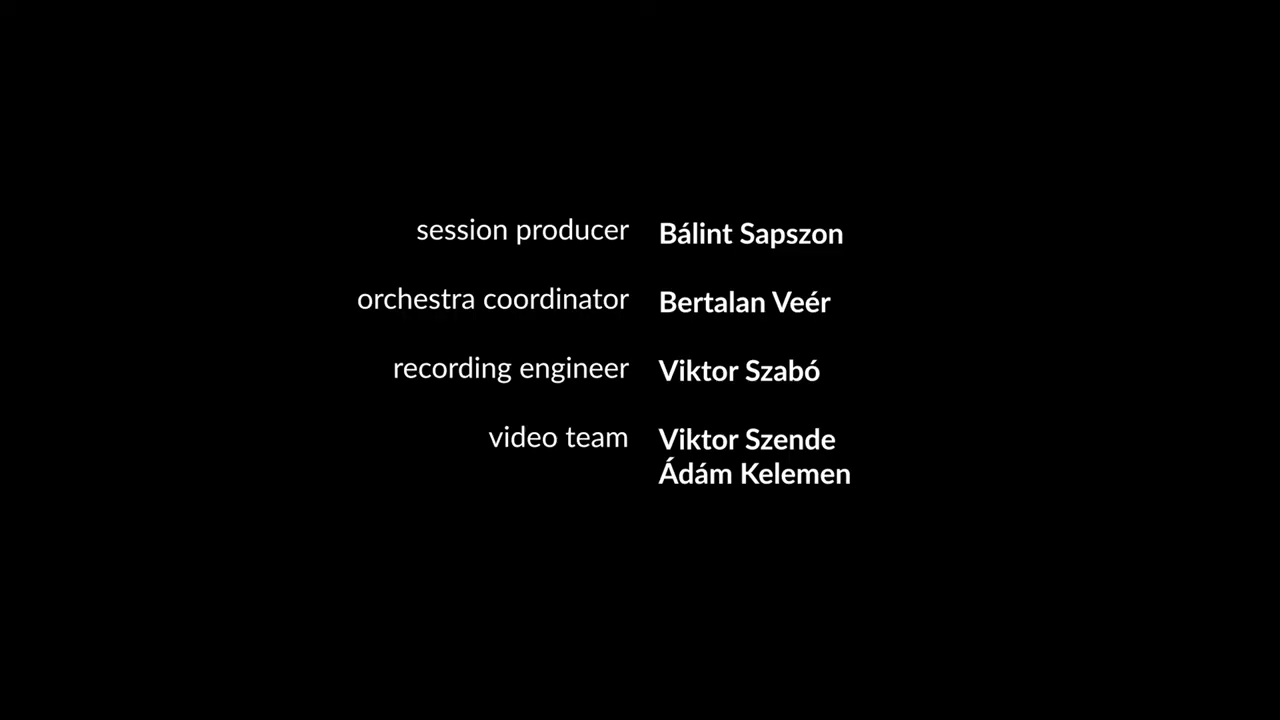 session producer Bálint Sapszon
orchestra coordinator Bertalan Veér
recording engineer Viktor Szabó
video team Viktor Szende
Ádám Kelemen